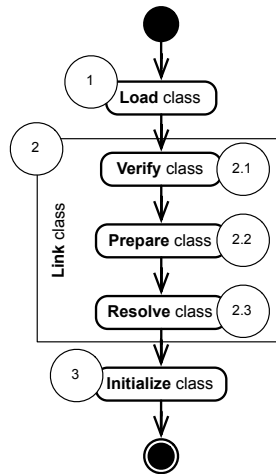 1
Load class
2
Verify class
2.1
Link class
Prepare class
2.2
Resolve class
2.3
3
Initialize class